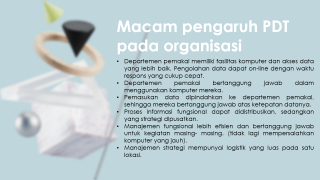 Macam pengaruh PDT
pada organisasi
• Departemen pemakai memiliki fasilitas komputer dan akses data
yang lebih baik. Pengolahan data dapat on-line dengan waktu
respons yang cukup cepat.
• Departemen pemakai bertanggung jawab dalam
menggunakan komputer mereka.
• Pemasukan data dipindahkan ke departemen pemakai,
sehingga mereka bertanggung jawab atas ketepatan datanya.
• Proses informasi fungsional dapat didistribusikan, sedangkan
yang strategi dipusatkan.
• Manajemen fungsional lebih efisien dan bertanggung jawab
untuk kegiatan masing- masing. (tidak lagi mempersalahkan
komputer yang jauh).
• Manajemen strategi mempunyai logistik yang luas pada satu
lokasi.